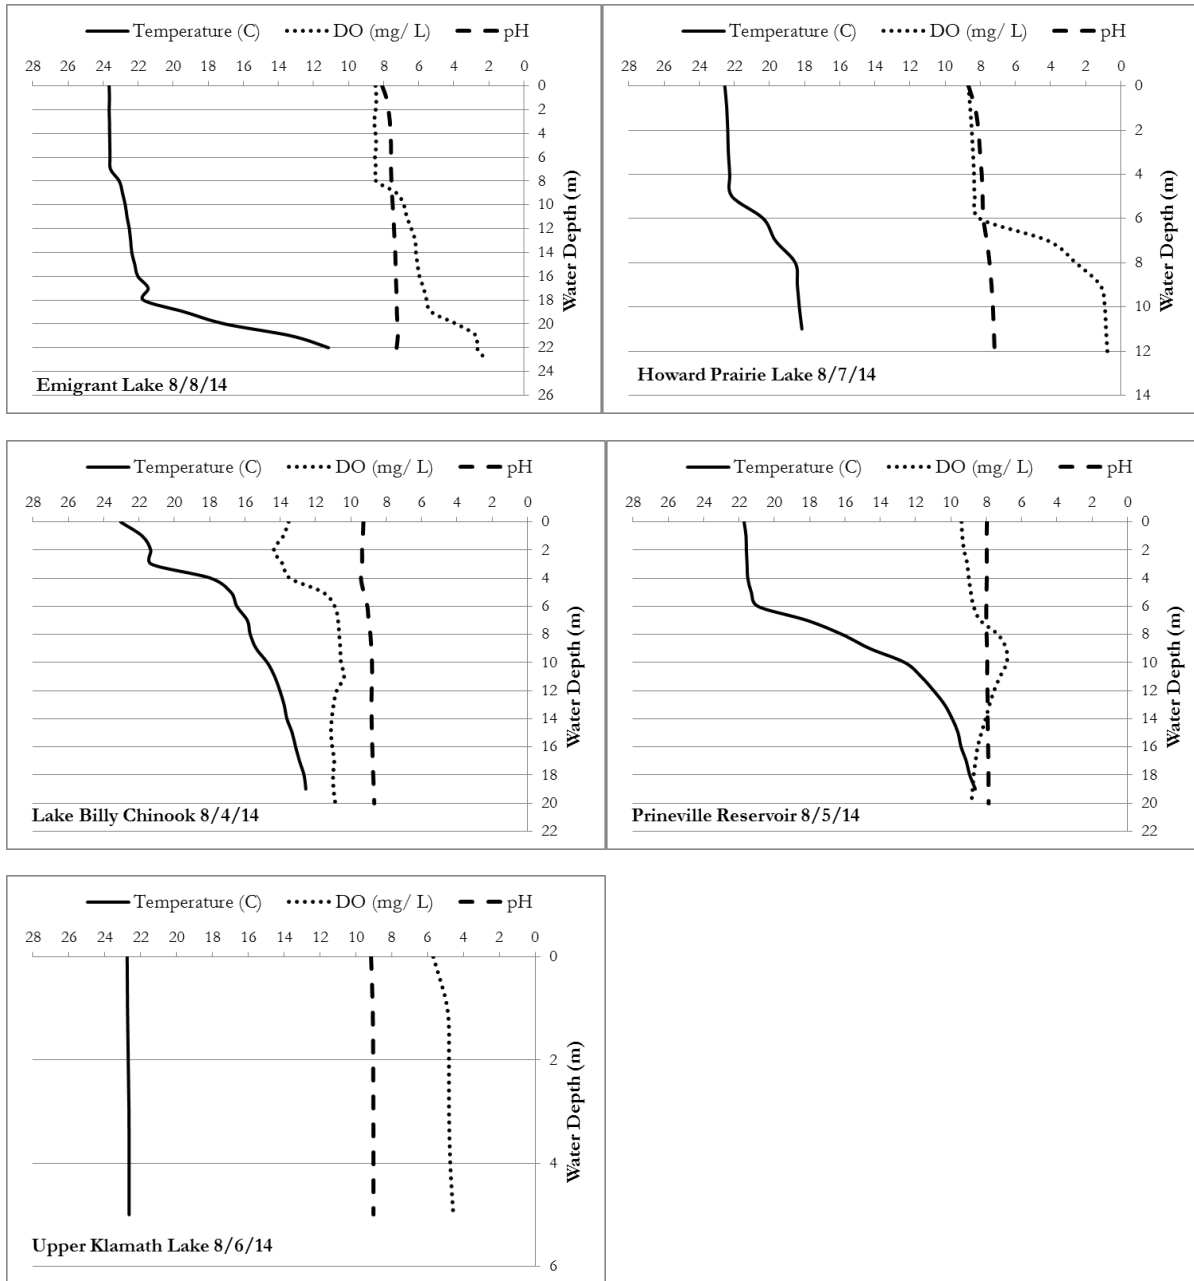 Temperature (C) DO (mg/ L) pH
28 26 24 22 20 18 16 14 12 10 8 6 4 2 0
0
2
4
6
8
10
12
14
16
18
20
22
24
26
Water Depth (m)
Emigrant Lake 8/8/14
Temperature (C) DO (mg/ L) pH
28 26 24 22 20 18 16 14 12 10 8 6 4 2 0
0
2
4
6
8
10
12
14
Water Depth (m)
Howard Prairie Lake 8/7/14
Temperature (C) DO (mg/ L) pH
28 26 24 22 20 18 16 14 12 10 8 6 4 2 0
0
2
4
6
8
10
12
14
16
18
20
22
Water Depth (m)
Lake Billy Chinook 8/4/14
Temperature (C) DO (mg/ L) pH
28 26 24 22 20 18 16 14 12 10 8 6 4 2 0
0
2
4
6
8
10
12
14
16
18
20
22
Water Depth (m)
Prineville Reservoir 8/5/14
Temperature (C) DO (mg/ L) pH
28 26 24 22 20 18 16 14 12 10 8 6 4 2 0
0
2
4
6
Water Depth (m)
Upper Klamath Lake 8/6/14